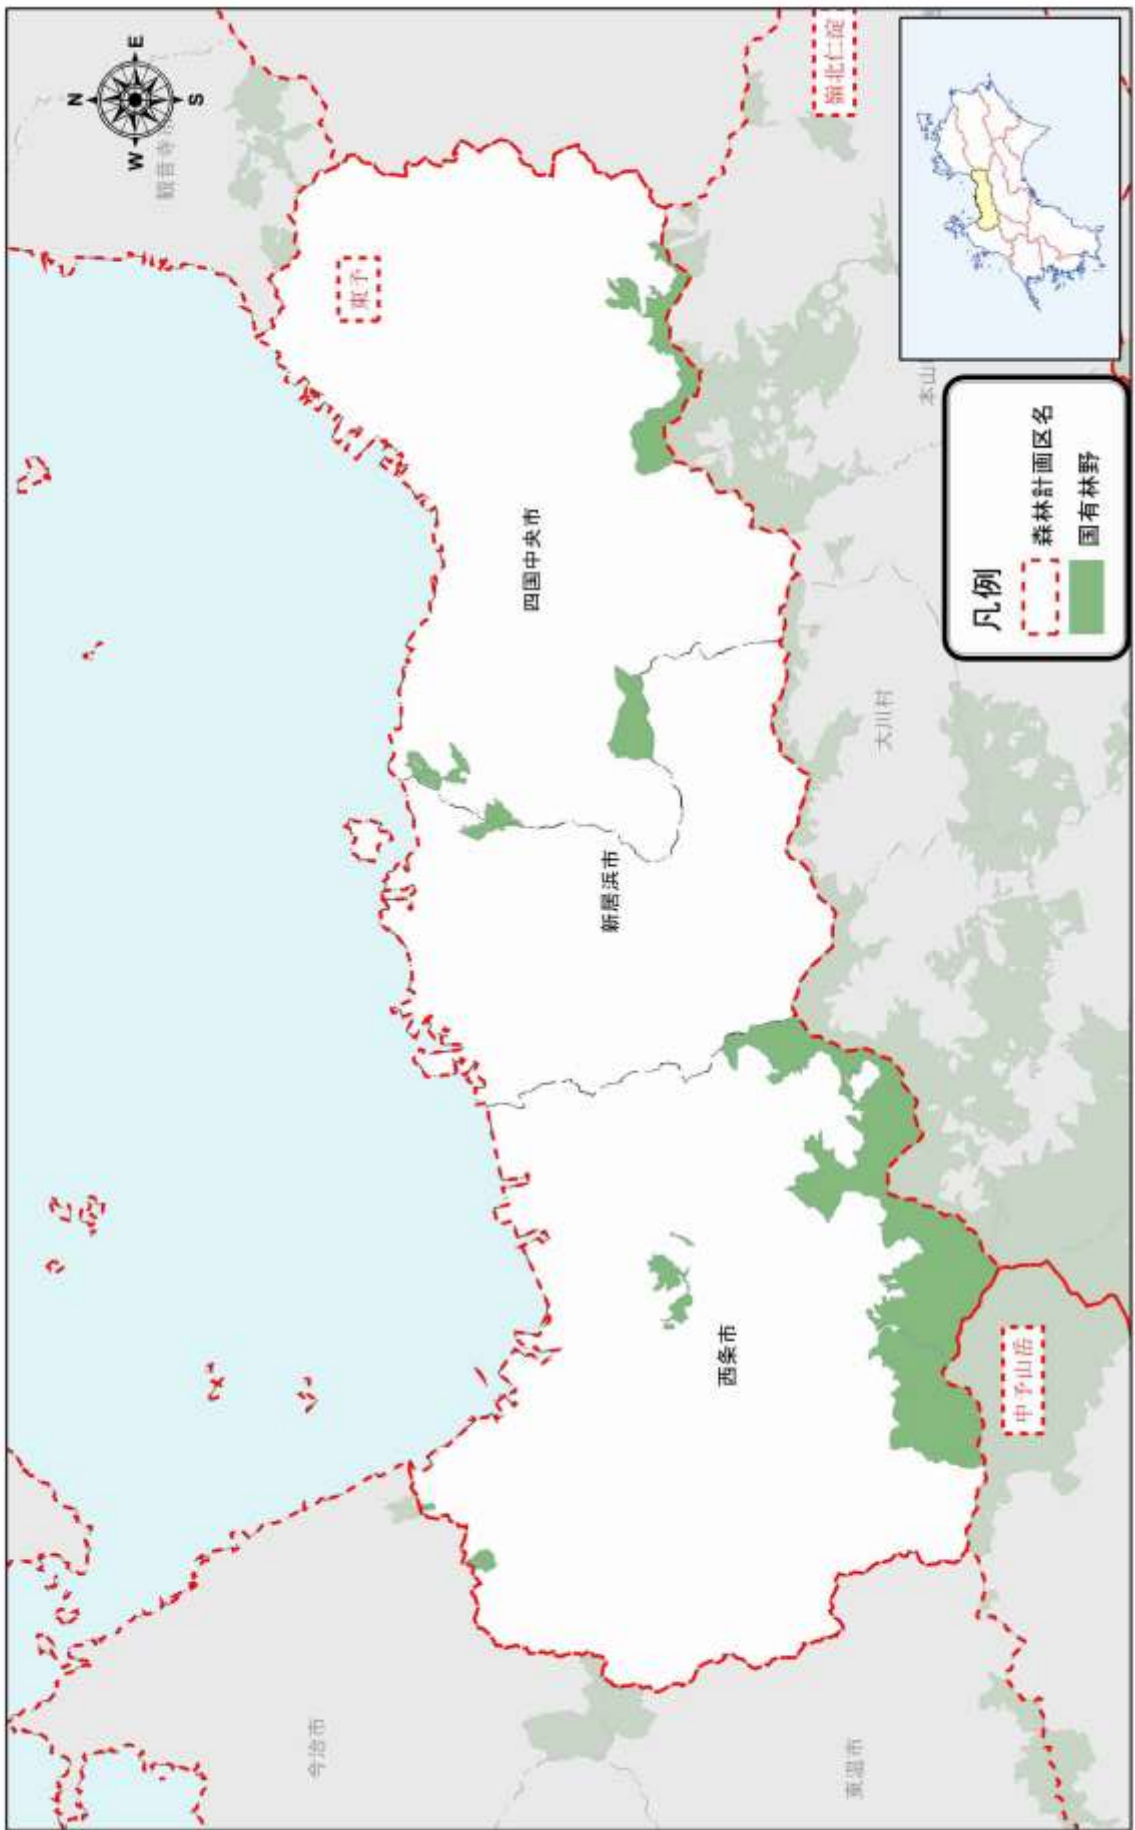 N
E
W
S
観音寺市
嶺北仁淀
東予
四国中央市
新居浜市
西条市
今治市
東温市
中予山岳
大川村
本山
凡例
森林計画区名
国有林野